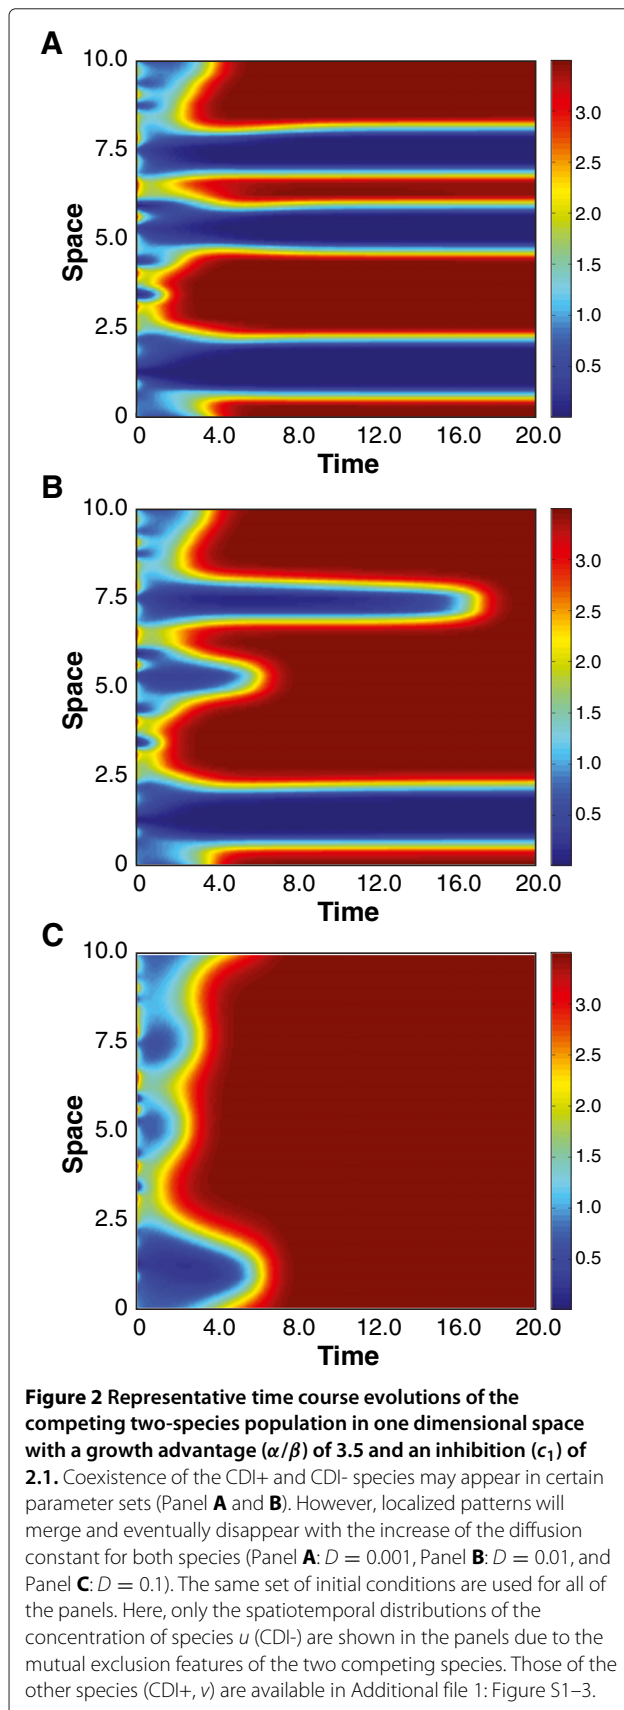 A
10.0
7.5
5.0
2.5
0
Space
0 4.0 8.0 12.0 16.0 20.0
Time
3.0
2.5
2.0
1.5
1.0
0.5
B
10.0
7.5
5.0
2.5
0
Space
0 4.0 8.0 12.0 16.0 20.0
Time
3.0
2.5
2.0
1.5
1.0
0.5
C
10.0
7.5
5.0
2.5
0
Space
0 4.0 8.0 12.0 16.0 20.0
Time
3.0
2.5
2.0
1.5
1.0
0.5
Figure 2 Representative time course evolutions of the
competing two-species population in one dimensional space
with a growth advantage (α/β) of 3.5 and an inhibition (c₁) of
2.1. Coexistence of the CDI+ and CDI- species may appear in certain
parameter sets (Panel A and B). However, localized patterns will
merge and eventually disappear with the increase of the diffusion
constant for both species (Panel A: D = 0.001, Panel B: D = 0.01, and
Panel C: D = 0.1). The same set of initial conditions are used for all of
the panels. Here, only the spatiotemporal distributions of the
concentration of species u (CDI-) are shown in the panels due to the
mutual exclusion features of the two competing species. Those of the
other species (CDI+, v) are available in Additional file 1: Figure S1–3.